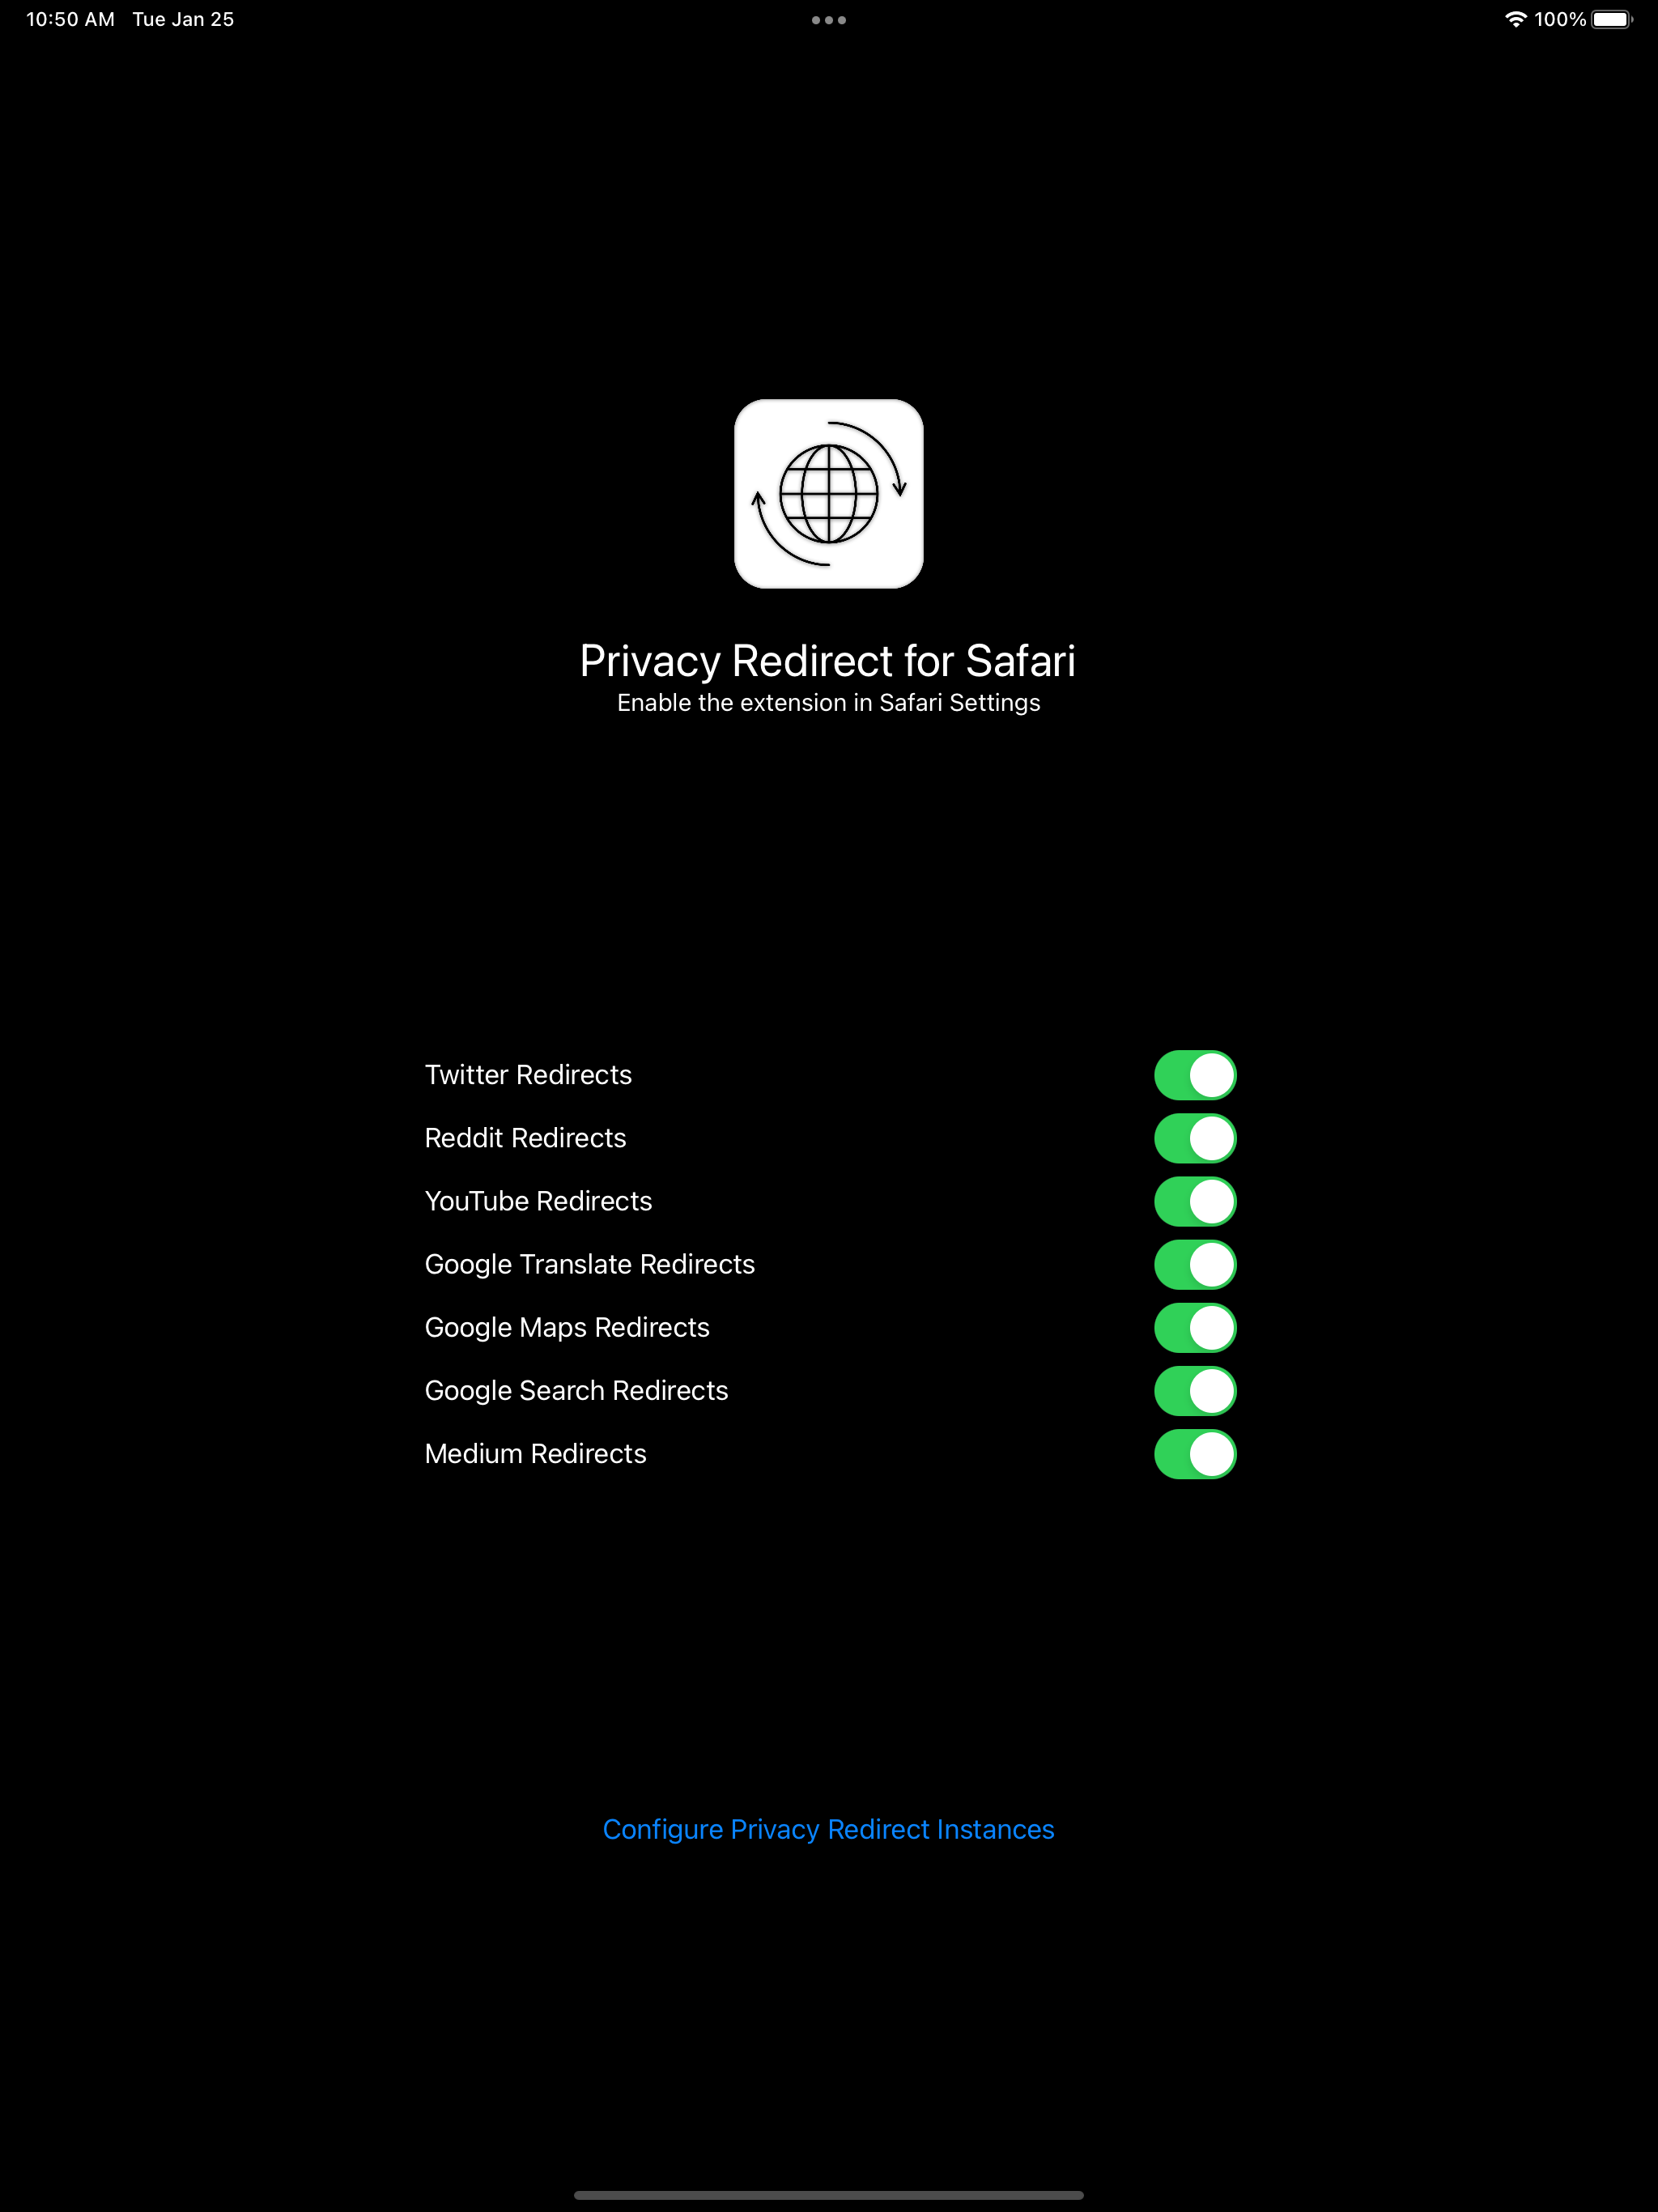 10:50 AM Tue Jan 25
100%
Privacy Redirect for Safari
Enable the extension in Safari Settings
Twitter Redirects
Reddit Redirects
YouTube Redirects
Google Translate Redirects
Google Maps Redirects
Google Search Redirects
Medium Redirects
Configure Privacy Redirect Instances